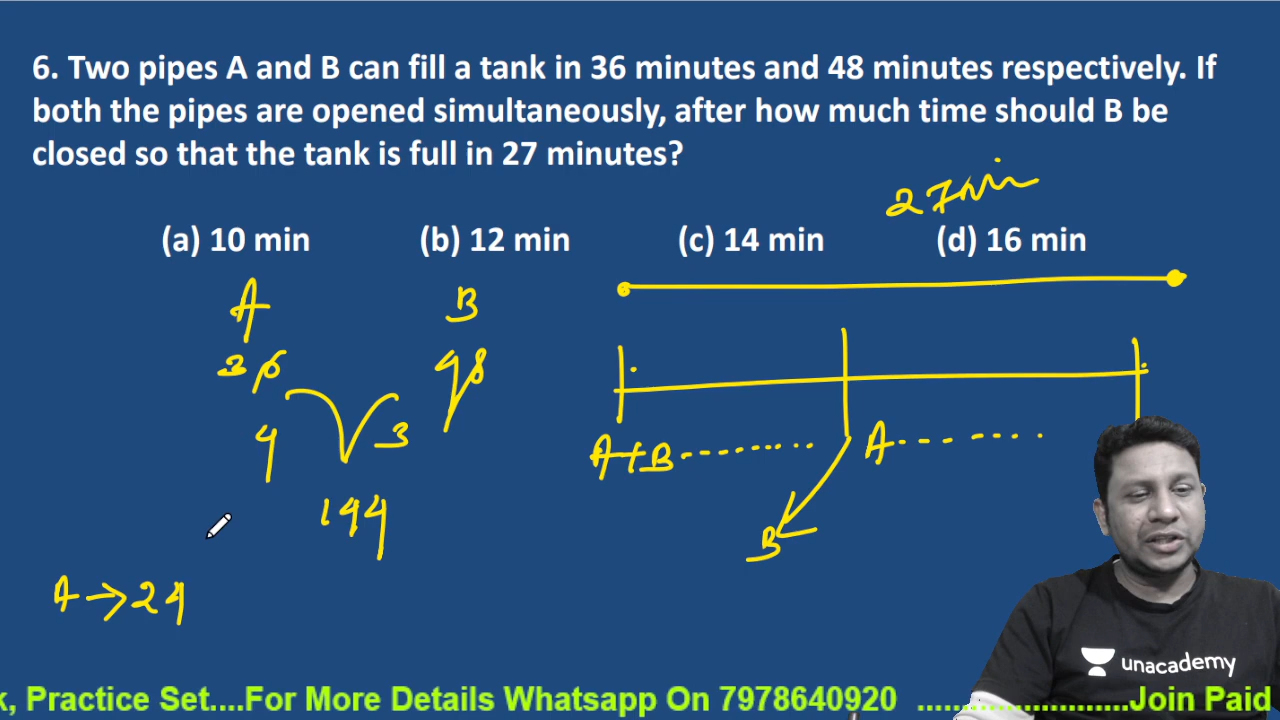 6. Two pipes A and B can fill a tank in 36 minutes and 48 minutes respectively. If
both the pipes are opened simultaneously, after how much time should B be
closed so that the tank is full in 27 minutes?
27min
(a) 10 min (b) 12 min (c) 14 min (d) 16 min
A B
36 48
4 3
A+B A
144
B
A → 24
unacademy
k, Practice Set....For More Details Whatsapp On 7978640920 ........................Join Paid